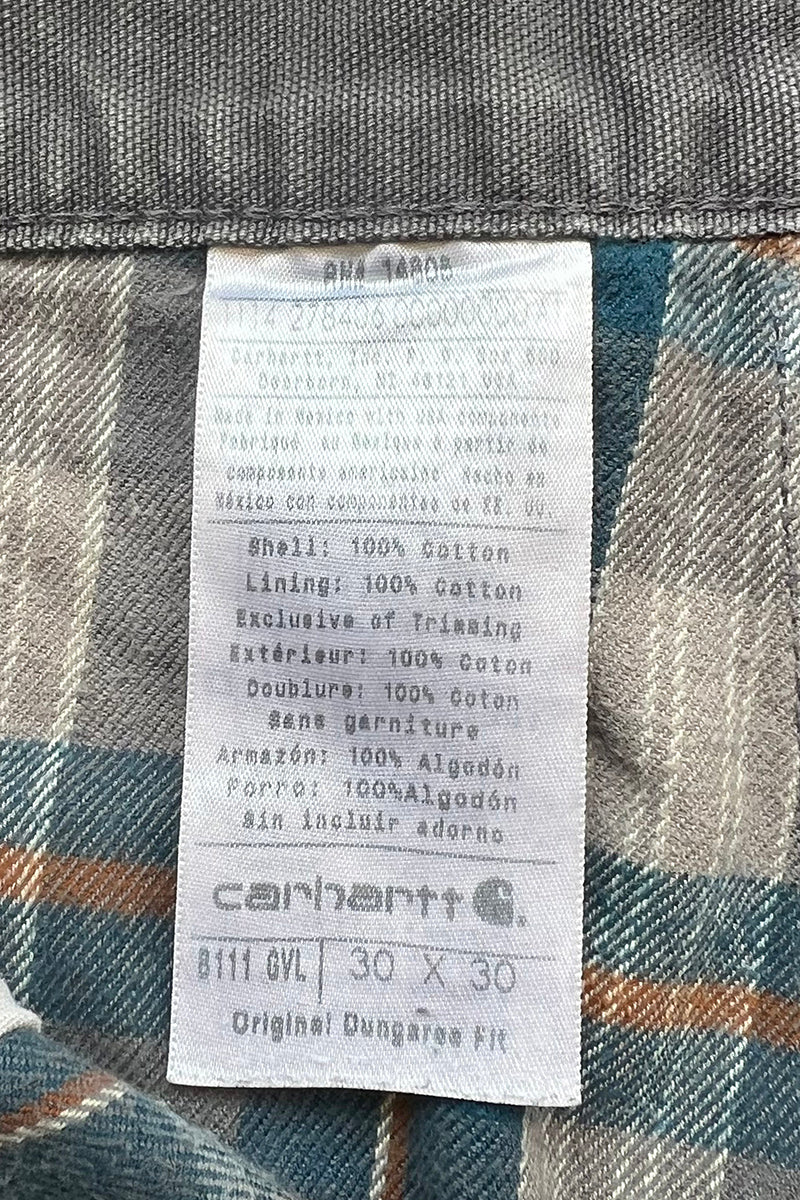 RN# 14806
Carhartt, Inc. P. O. Box 600
Dearborn, MI 48121 USA
Made in Mexico with USA components
Fabriqué au Mexique à partir de
composants américains Hecho en
México con componentes de EE. UU.
Shell: 100% Cotton
Lining: 100% Cotton
Exclusive of Trimming
Extérieur: 100% Coton
Doublure: 100% Coton
Sans garniture
Armazón: 100% Algodón
Forro: 100%Algodón
Sin incluir adorno
carhartt
B111 GVL 30 X 30
Original Dungaree Fit